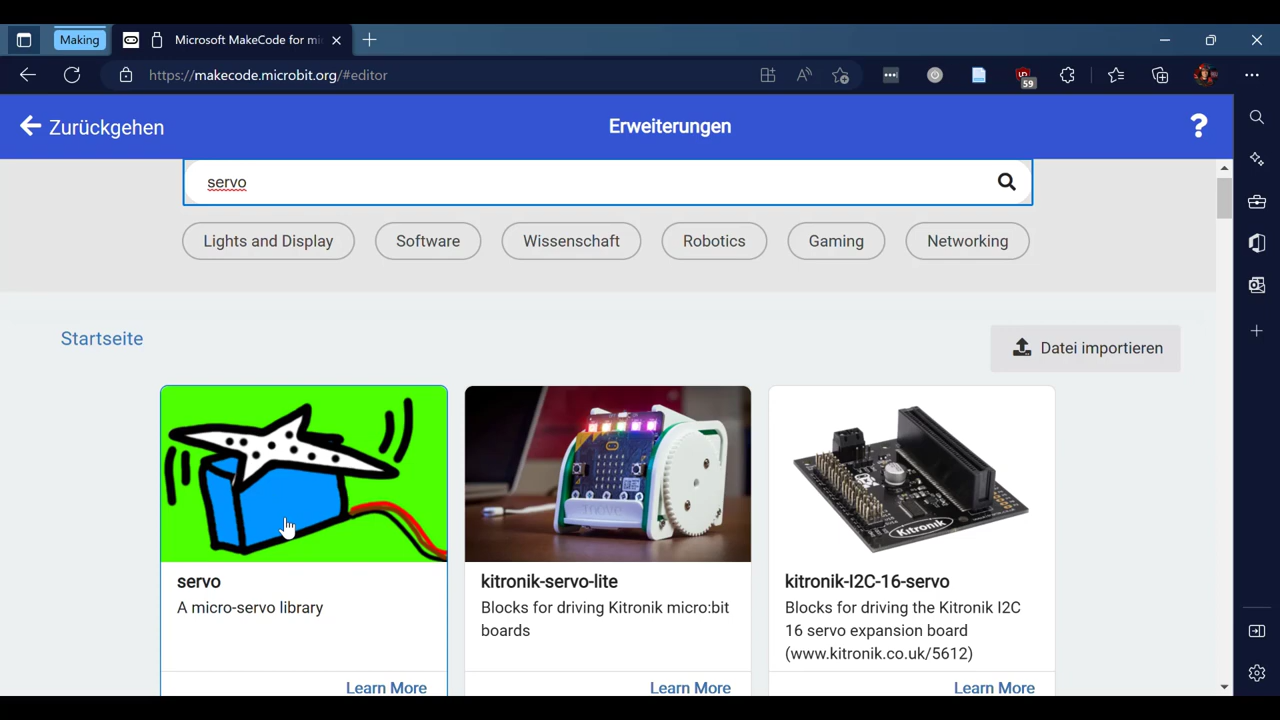 Making
Microsoft MakeCode for mi
https://makecode.microbit.org/#editor
59
Zurückgehen
Erweiterungen
?
servo
Lights and Display
Software
Wissenschaft
Robotics
Gaming
Networking
Startseite
Datei importieren
move
Kitronik
servo
A micro-servo library
Learn More
kitronik-servo-lite
Blocks for driving Kitronik micro:bit
boards
Learn More
kitronik-I2C-16-servo
Blocks for driving the Kitronik I2C
16 servo expansion board
(www.kitronik.co.uk/5612)
Learn More